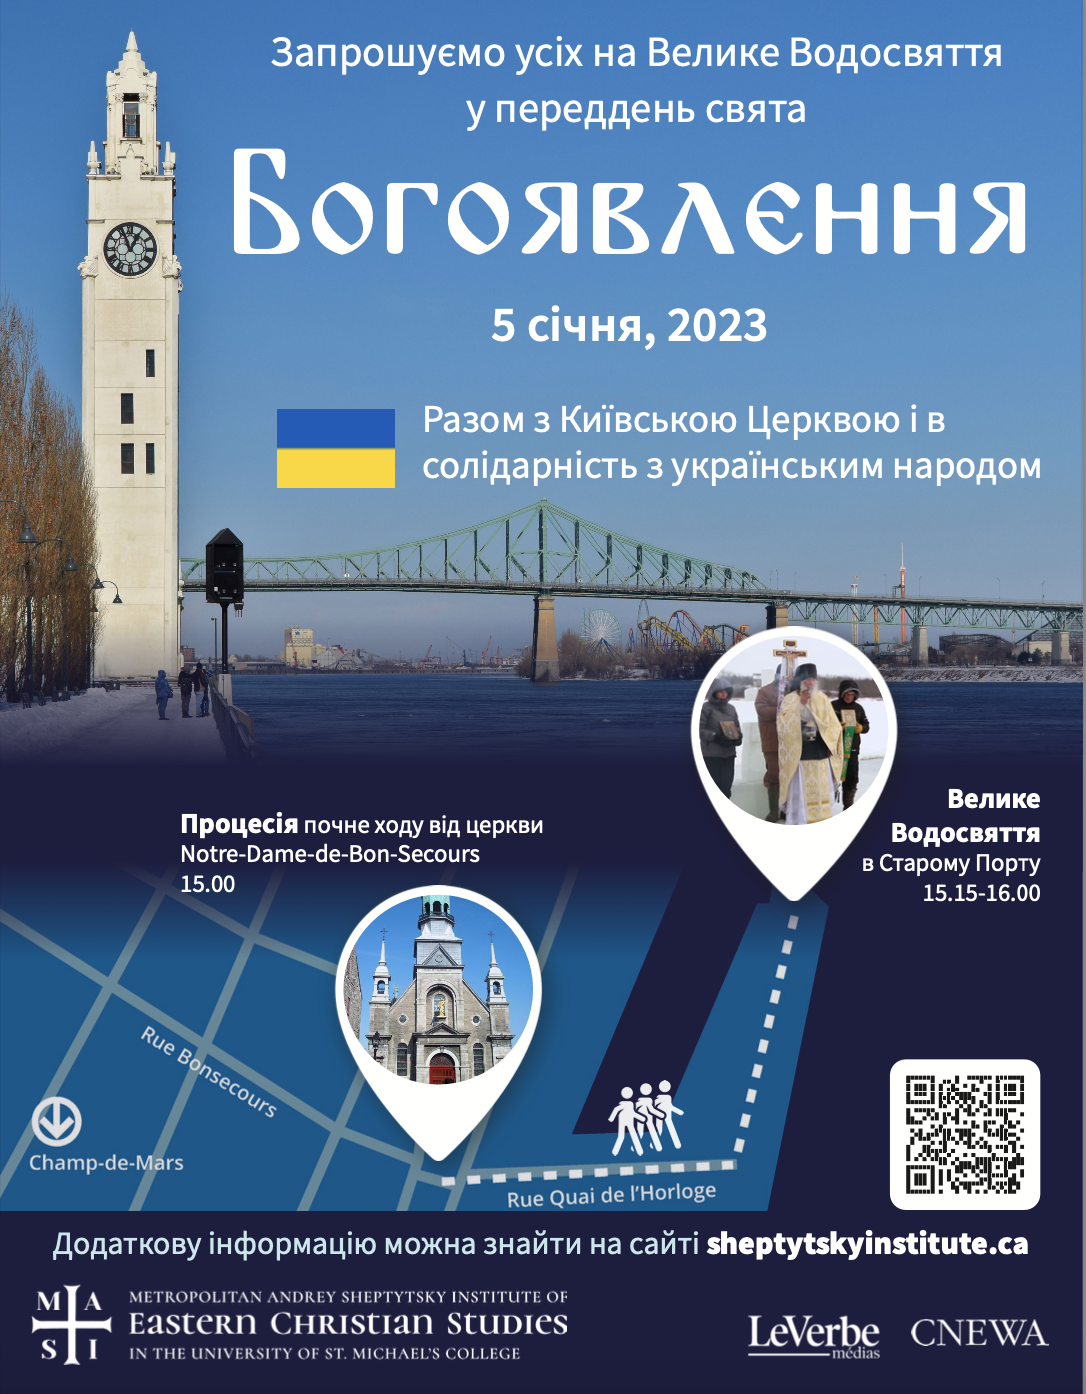 Запрошуємо усіх на Велике Водосвяття
у переддень свята
Богоявлєння
5 січня, 2023
Разом з Київською Церквою і в
солідарність з українським народом
Процесія почне ходу від церкви
Notre-Dame-de-Bon-Secours
15.00
Велике
Водосвяття
в Старому Порту
15.15-16.00
Rue Bonsecours
Champ-de-Mars
Rue Quai de l'Horloge
Додаткову інформацію можна знайти на сайті sheptytskyinstitute.ca
M A
S I
METROPOLITAN ANDREY SHEPTYTSKY INSTITUTE OF
Eastern Christian Studies
IN THE UNIVERSITY OF ST. MICHAEL'S COLLEGE
LeVerbe
médias
CNEWA